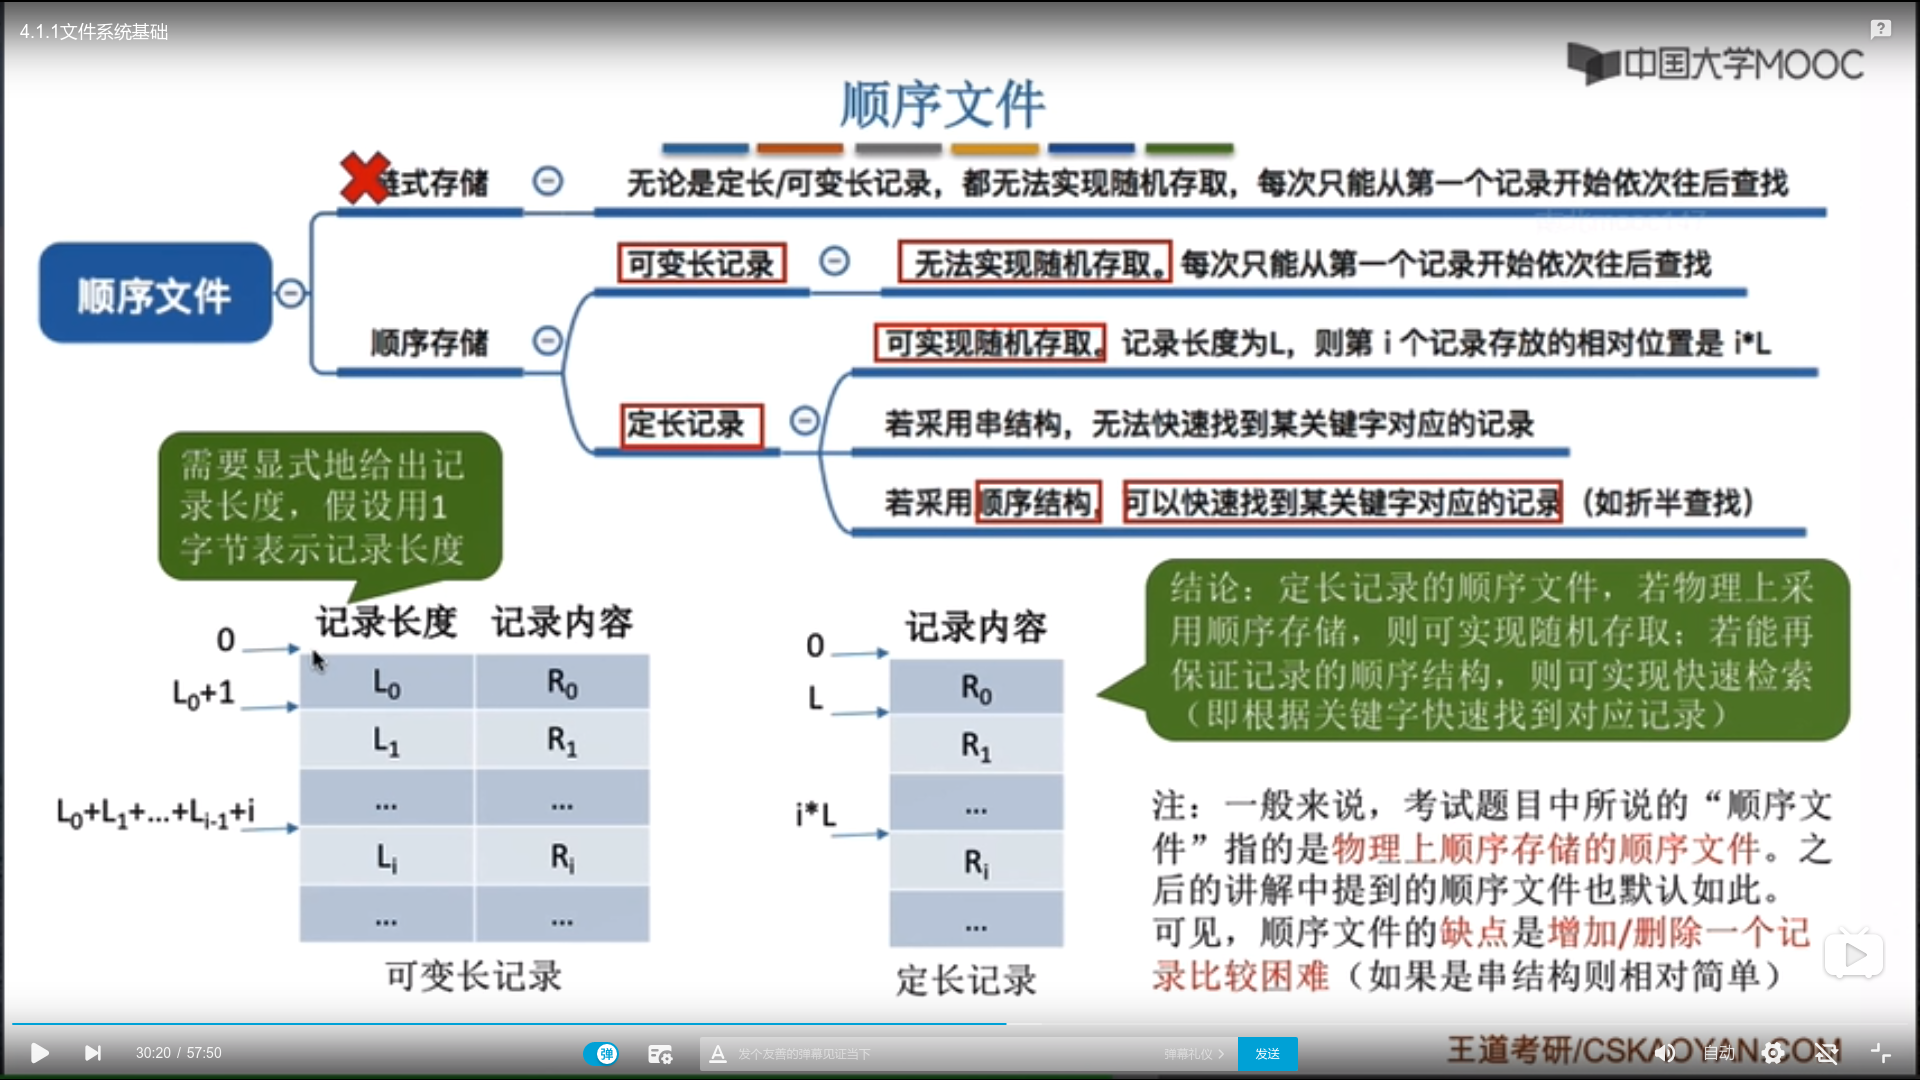 4.1.1文件系统基础
中国大学MOOC
顺序文件
链式存储
无论是定长/可变长记录，都无法实现随机存取，每次只能从第一个记录开始依次往后查找
可变长记录
无法实现随机存取。每次只能从第一个记录开始依次往后查找
顺序文件
顺序存储
可实现随机存取。记录长度为L，则第 i 个记录存放的相对位置是 i*L
定长记录
若采用串结构，无法快速找到某关键字对应的记录
若采用顺序结构，可以快速找到某关键字对应的记录（如折半查找）
需要显式地给出记
录长度，假设用1
字节表示记录长度
结论：定长记录的顺序文件，若物理上采
用顺序存储，则可实现随机存取；若能再
保证记录的顺序结构，则可实现快速检索
（即根据关键字快速找到对应记录）
记录长度 记录内容
0
L₀+1
L₀+L₁+...+Lᵢ₋₁+i
L₀ R₀
L₁ R₁
... ...
Lᵢ Rᵢ
... ...
可变长记录
记录内容
0
L
i*L
R₀
R₁
...
Rᵢ
...
定长记录
注：一般来说，考试题目中所说的“顺序文
件”指的是物理上顺序存储的顺序文件。之
后的讲解中提到的顺序文件也默认如此。
可见，顺序文件的缺点是增加/删除一个记
录比较困难（如果是串结构则相对简单）
王道考研/CSKAOYAN.COM
30:20 / 57:50
弹
发个友善的弹幕见证当下
弹幕礼仪
发送
自动